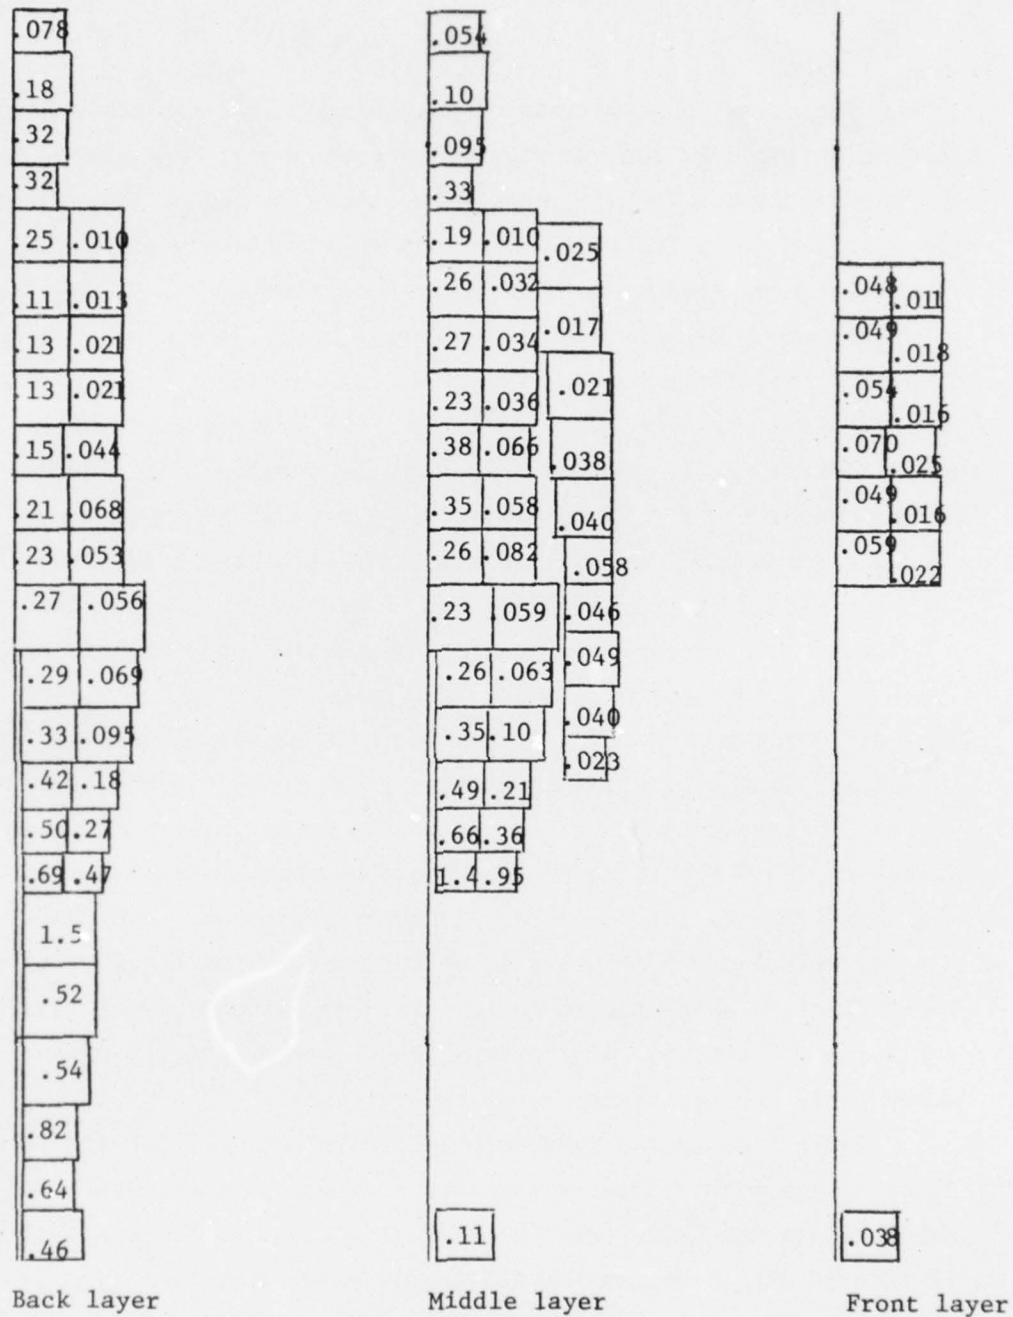 .078 .054
.18 .10
.32 .095
.32 .33
.25 .010 .19 .010 .025
.11 .013 .26 .032 .017 .048 .011
.13 .021 .27 .034 .049 .018
.13 .021 .23 .036 .021 .054 .016
.15 .044 .38 .066 .038 .070 .025
.21 .068 .35 .058 .040 .049 .016
.23 .053 .26 .082 .058 .059 .022
.27 .056 .23 .059 .046
.29 .069 .26 .063 .049
.33 .095 .35 .10 .040
.42 .18 .49 .21 .023
.50 .27 .66 .36
.69 .47 1.4 .95
1.5
.52
.54
.82
.64
.46 .11 .038
Back layer Middle layer Front layer